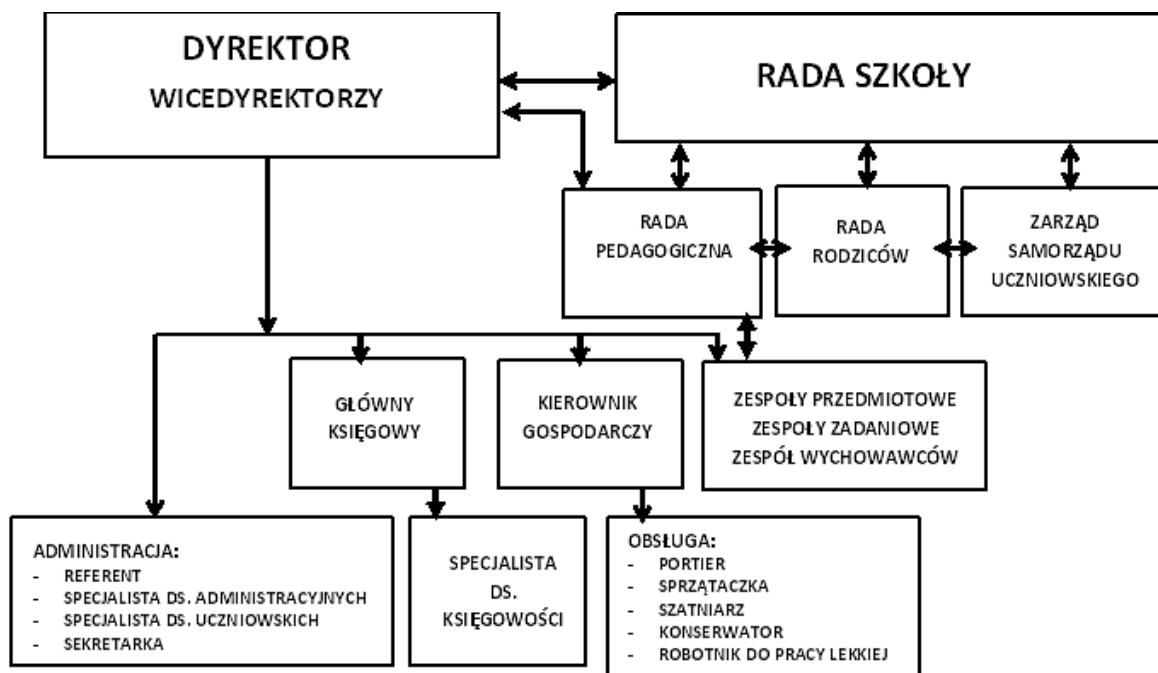 DYREKTOR
WICEDYREKTORZY
RADA SZKOŁY
RADA
PEDAGOGICZNA
RADA
RODZICÓW
ZARZĄD
SAMORZĄDU
UCZNIOWSKIEGO
GŁÓWNY
KSIĘGOWY
KIEROWNIK
GOSPODARCZY
ZESPOŁY PRZEDMIOTOWE
ZESPOŁY ZADANIOWE
ZESPÓL WYCHOWAWCÓW
ADMINISTRACJA:
- REFERENT
- SPECJALISTA DS. ADMINISTRACYJNYCH
- SPECJALISTA DS. UCZNIOWSKICH
- SEKRETARKA
SPECJALISTA
DS.
KSIĘGOWOŚCI
OBSŁUGA:
- PORTIER
- SPRZĄTACZKA
- SZATNIARZ
- KONSERWATOR
- ROBOTNIK DO PRACY LEKKIEJ